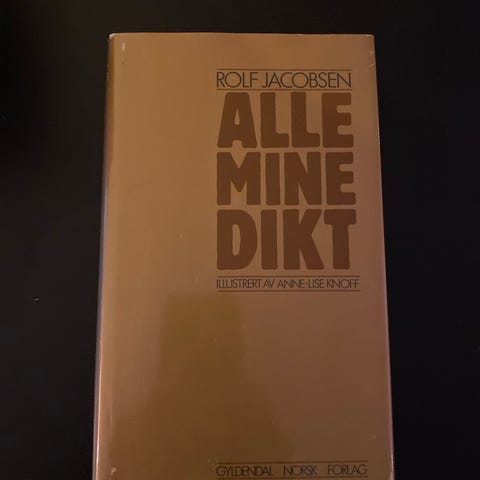 ROLF JACOBSEN
ALLE
MINE
DIKT
ILLUSTRERT AV ANNE-LISE KNOFF
GYLDENDAL NORSK FORLAG